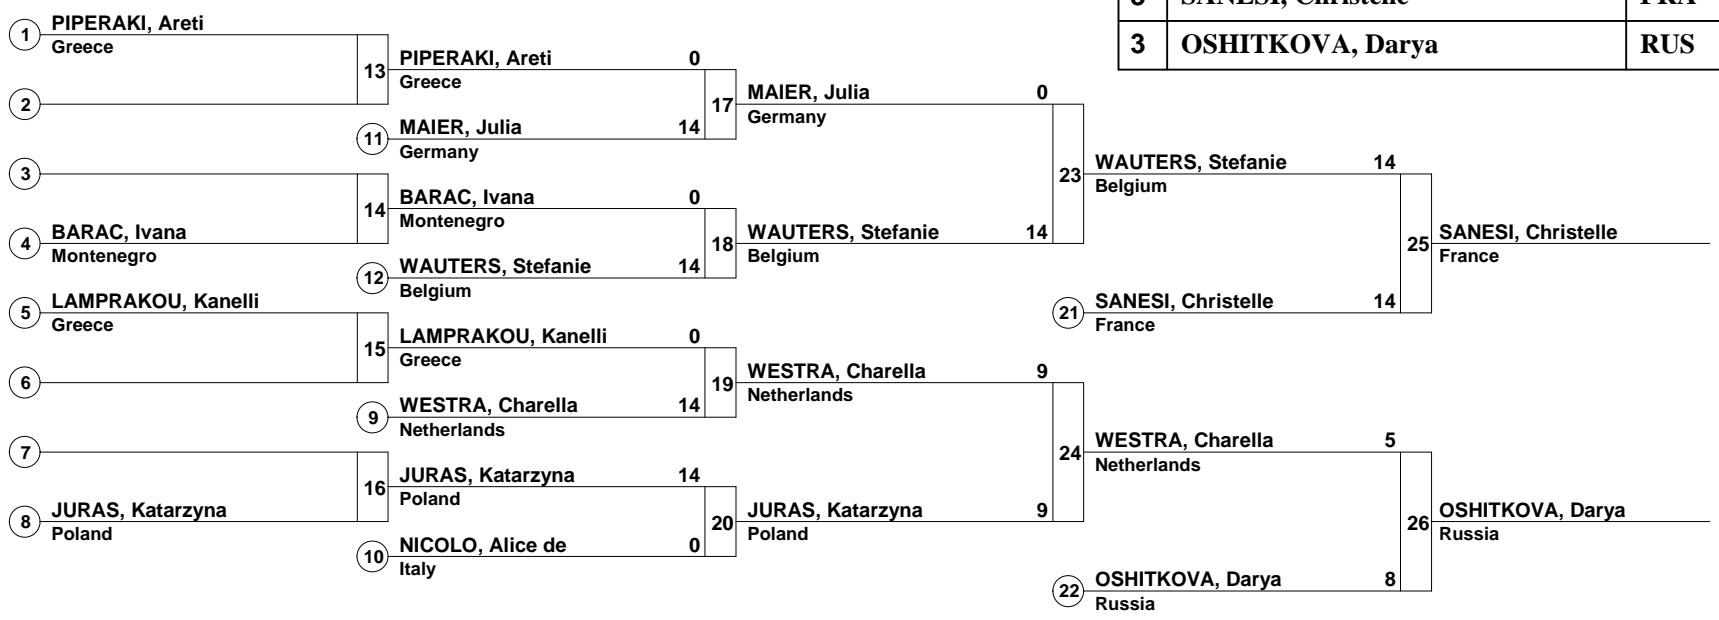 3 SANESI, Christelle FRA
3 OSHITKOVA, Darya RUS
1 PIPERAKI, Areti
Greece
2
3
4 BARAC, Ivana
Montenegro
5 LAMPRAKOU, Kanelli
Greece
6
7
8 JURAS, Katarzyna
Poland
13 PIPERAKI, Areti 0
Greece
11 MAIER, Julia 14
Germany
14 BARAC, Ivana 0
Montenegro
12 WAUTERS, Stefanie 14
Belgium
15 LAMPRAKOU, Kanelli 0
Greece
9 WESTRA, Charella 14
Netherlands
16 JURAS, Katarzyna 14
Poland
10 NICOLO, Alice de 0
Italy
17 MAIER, Julia 0
Germany
18 WAUTERS, Stefanie 14
Belgium
19 WESTRA, Charella 9
Netherlands
20 JURAS, Katarzyna 9
Poland
23 WAUTERS, Stefanie 14
Belgium
21 SANESI, Christelle 14
France
24 WESTRA, Charella 5
Netherlands
22 OSHITKOVA, Darya 8
Russia
25 SANESI, Christelle
France
26 OSHITKOVA, Darya
Russia